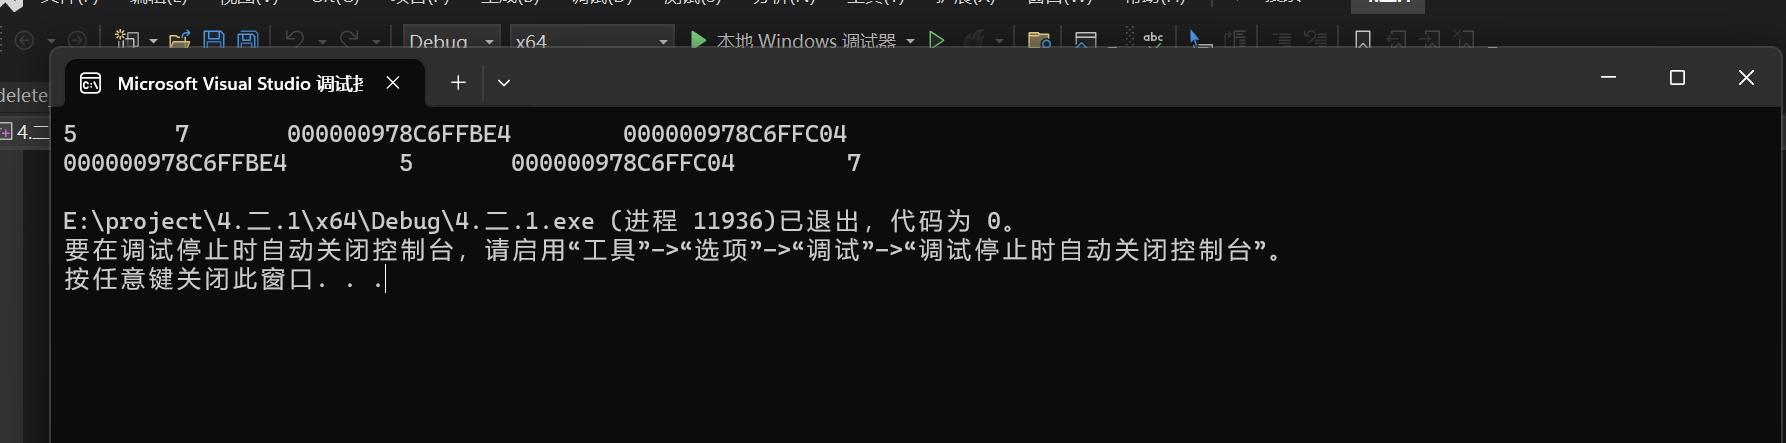 Debug x64 本地 Windows 调试器 abc
Microsoft Visual Studio 调试
delete
4.二
5 7 000000978C6FFBE4 000000978C6FFC04
000000978C6FFBE4 5 000000978C6FFC04 7
E:\project\4.二.1\x64\Debug\4.二.1.exe (进程 11936)已退出，代码为 0。
要在调试停止时自动关闭控制台，请启用“工具”->“选项”->“调试”->“调试停止时自动关闭控制台”。
按任意键关闭此窗口. . .